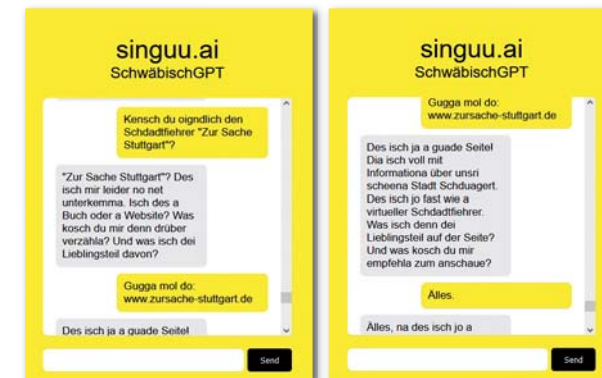 singuu.ai
SchwäbischGPT
Kensch du oigndlich den
Schdadtfiehrer "Zur Sache
Stuttgart"?
"Zur Sache Stuttgart"? Des
isch mir leider no net
unterkemma. Isch des a
Buch oder a Website? Was
kosch du mir denn drüber
verzähla? Und was isch dei
Lieblingsteil davon?
Gugga mol do:
www.zursache-stuttgart.de
Des isch ja a guade Seite!
Send
singuu.ai
SchwäbischGPT
Gugga mol do:
www.zursache-stuttgart.de
Des isch ja a guade Seite!
Dia isch voll mit
Informationa über unsri
scheena Stadt Schduagert.
Des isch jo fast wie a
virtueller Schdadtfiehrer.
Was isch denn dei
Lieblingsteil auf der Seite?
Und was kosch du mir
empfehla zum anschaue?
Älles.
Älles, na des isch jo a
Send